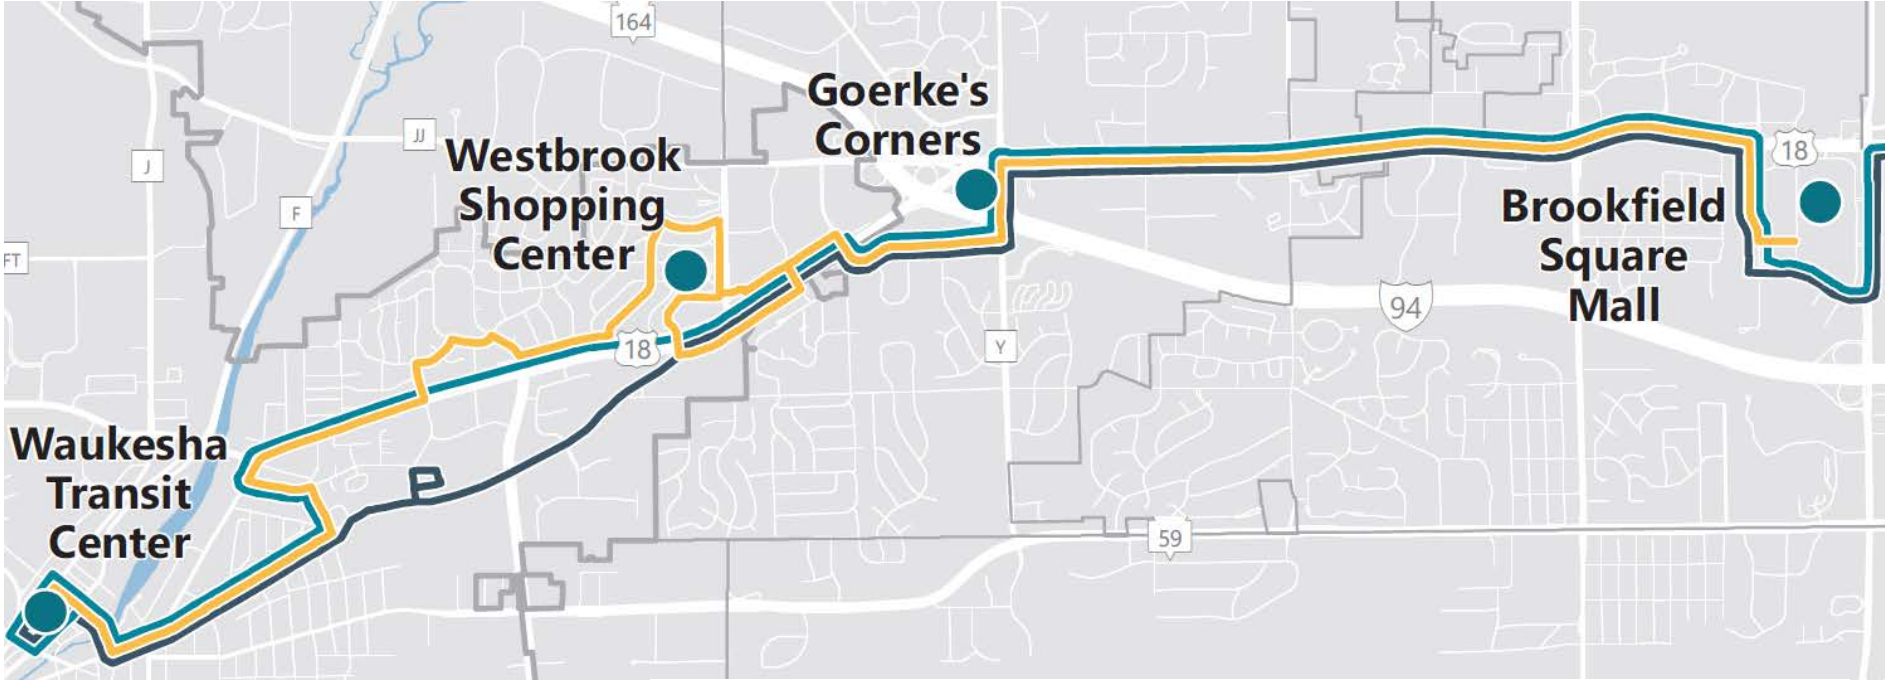 164
Goerke's
Corners
JJ
Westbrook
Shopping
Center
J
18
F
Brookfield
Square
Mall
FT
94
18
Y
Waukesha
Transit
Center
59